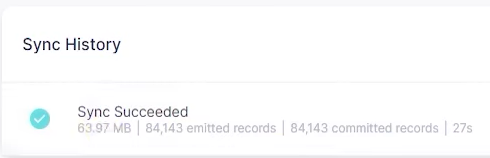 Sync History
Sync Succeeded
63.97 MB | 84,143 emitted records | 84,143 committed records | 27s